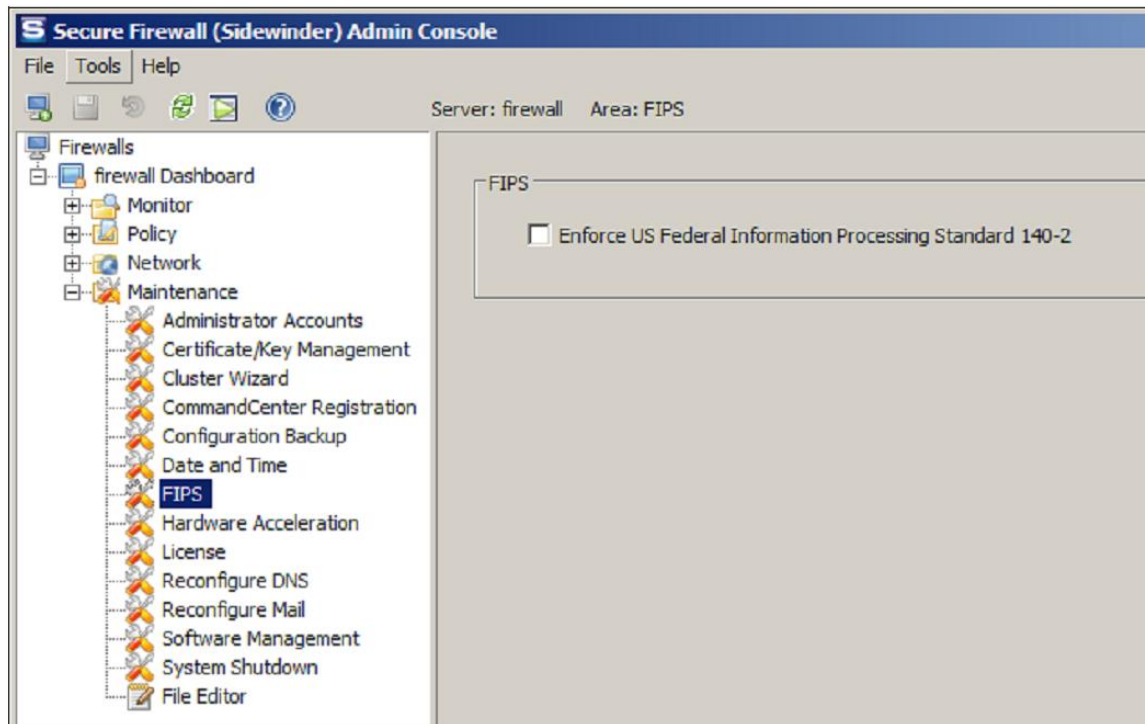 Secure Firewall (Sidewinder) Admin Console
File Tools Help
Server: firewall Area: FIPS
Firewalls
firewall Dashboard
Monitor
Policy
Network
Maintenance
Administrator Accounts
Certificate/Key Management
Cluster Wizard
CommandCenter Registration
Configuration Backup
Date and Time
FIPS
Hardware Acceleration
License
Reconfigure DNS
Reconfigure Mail
Software Management
System Shutdown
File Editor
FIPS
Enforce US Federal Information Processing Standard 140-2